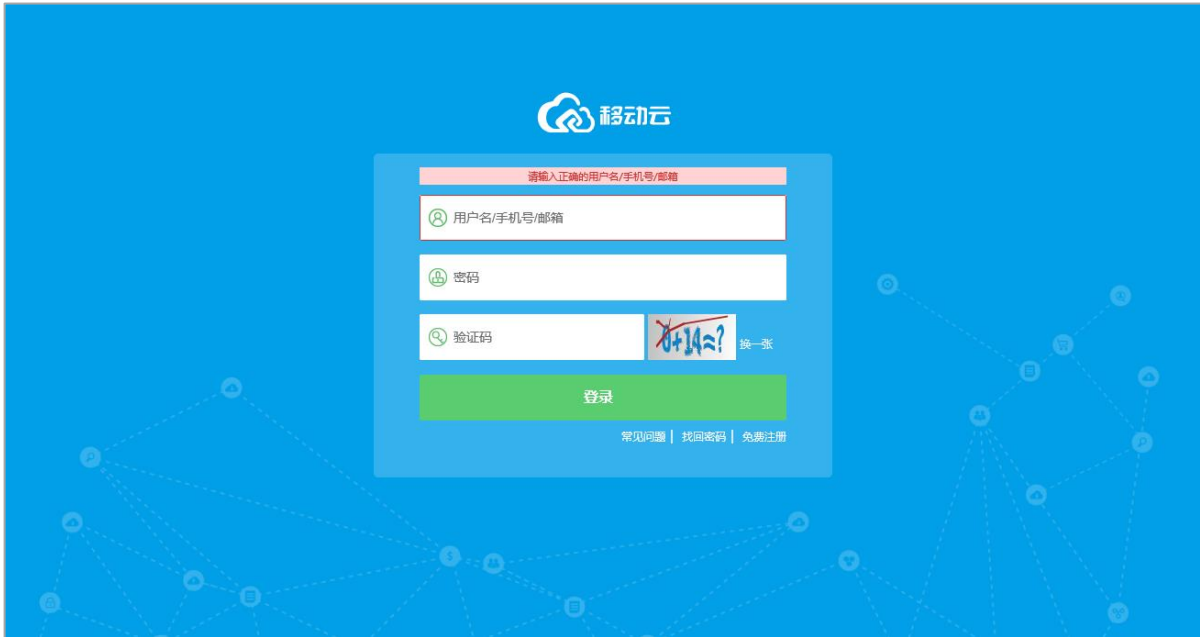 移动云
请输入正确的用户名/手机号/邮箱
用户名/手机号/邮箱
密码
验证码
换一张
登录
常见问题 | 找回密码 | 免费注册